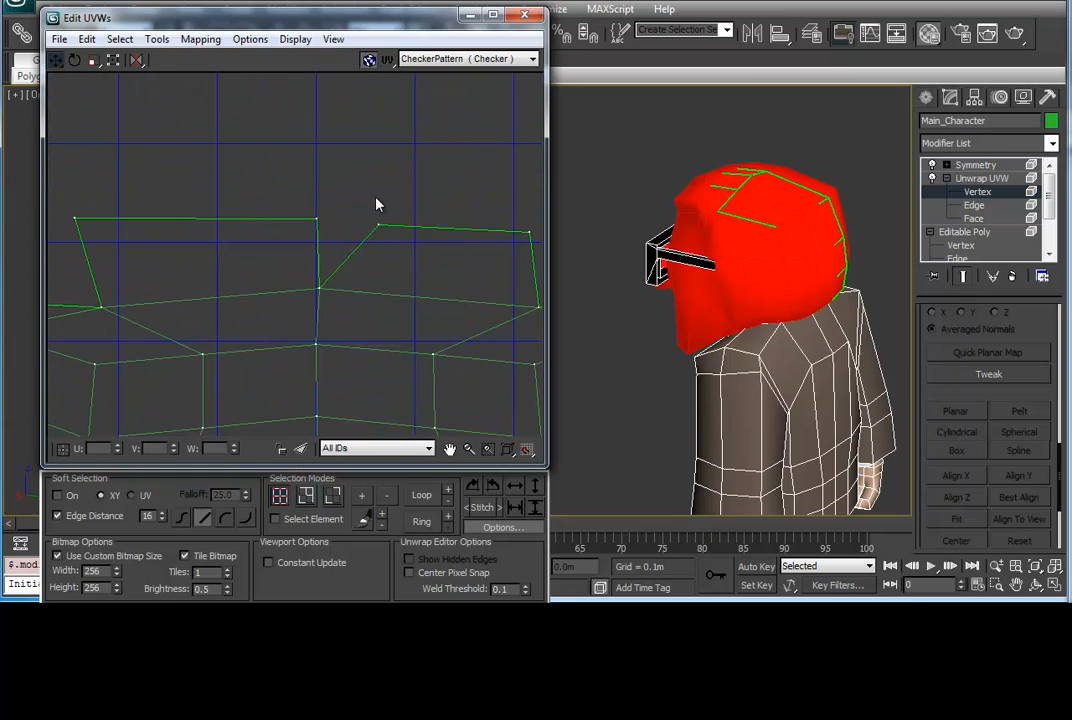 Edit UVWs
File Edit Select Tools Mapping Options Display View
UV CheckerPattern ( Checker )
U: V: W: All IDs
Soft Selection
On XY UV Falloff: 25.0
Edge Distance 16
Selection Modes
+ - Loop
Select Element
Ring
Stitch
Options...
Bitmap Options
Use Custom Bitmap Size Tile Bitmap
Width: 256 Tiles: 1
Height: 256 Brightness: 0.5
Viewport Options
Constant Update
Unwrap Editor Options
Show Hidden Edges
Center Pixel Snap
Weld Threshold: 0.1
MAXScript Help
Create Selection Se
Main_Character
Modifier List
Symmetry
Unwrap UVW
Vertex
Edge
Face
Editable Poly
Vertex
Edge
X Y Z
Averaged Normals
Quick Planar Map
Tweak
Planar Pelt
Cylindrical Spherical
Box Spline
Align X Align Y
Align Z Best Align
Fit Align To View
Center Reset
65 70 75 80 85 90 95 100
0.0m Grid = 0.1m
Add Time Tag
Auto Key Selected
Set Key Key Filters...
0